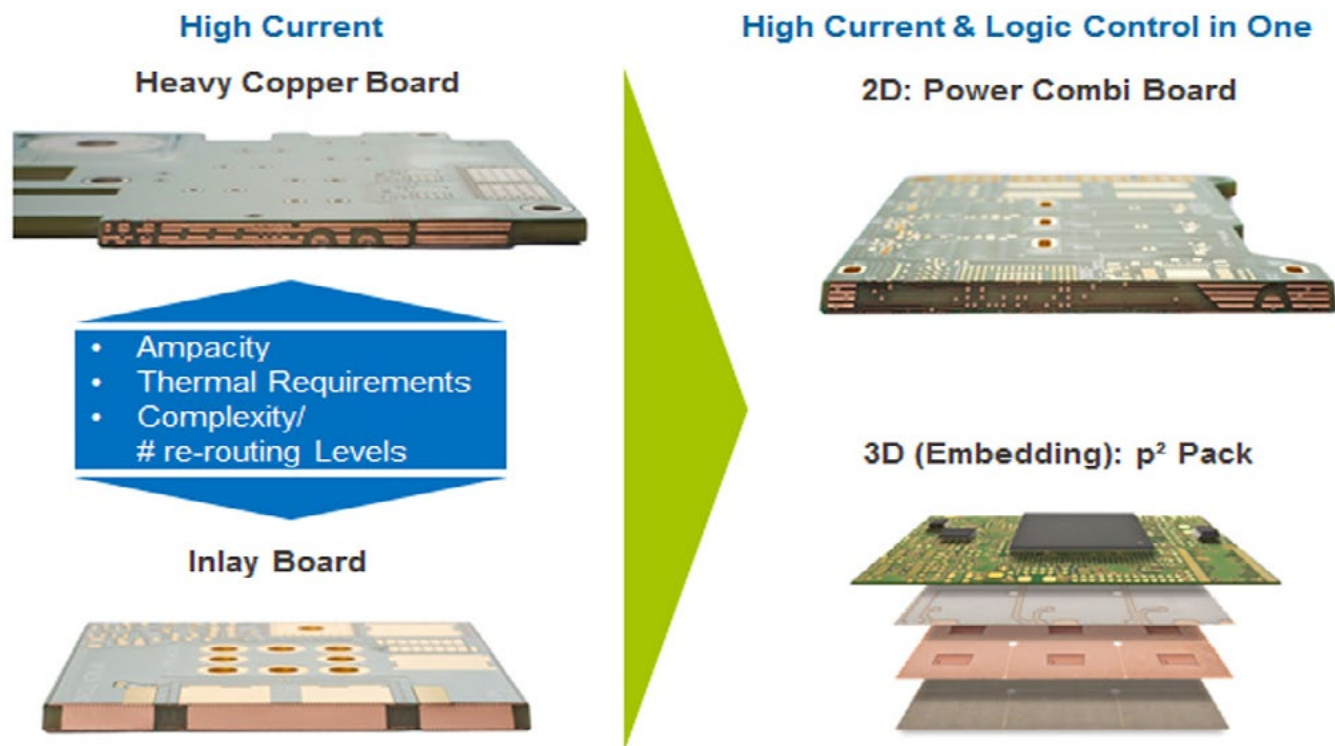 High Current
Heavy Copper Board
• Ampacity
• Thermal Requirements
• Complexity/
# re-routing Levels
Inlay Board
High Current & Logic Control in One
2D: Power Combi Board
3D (Embedding): p² Pack